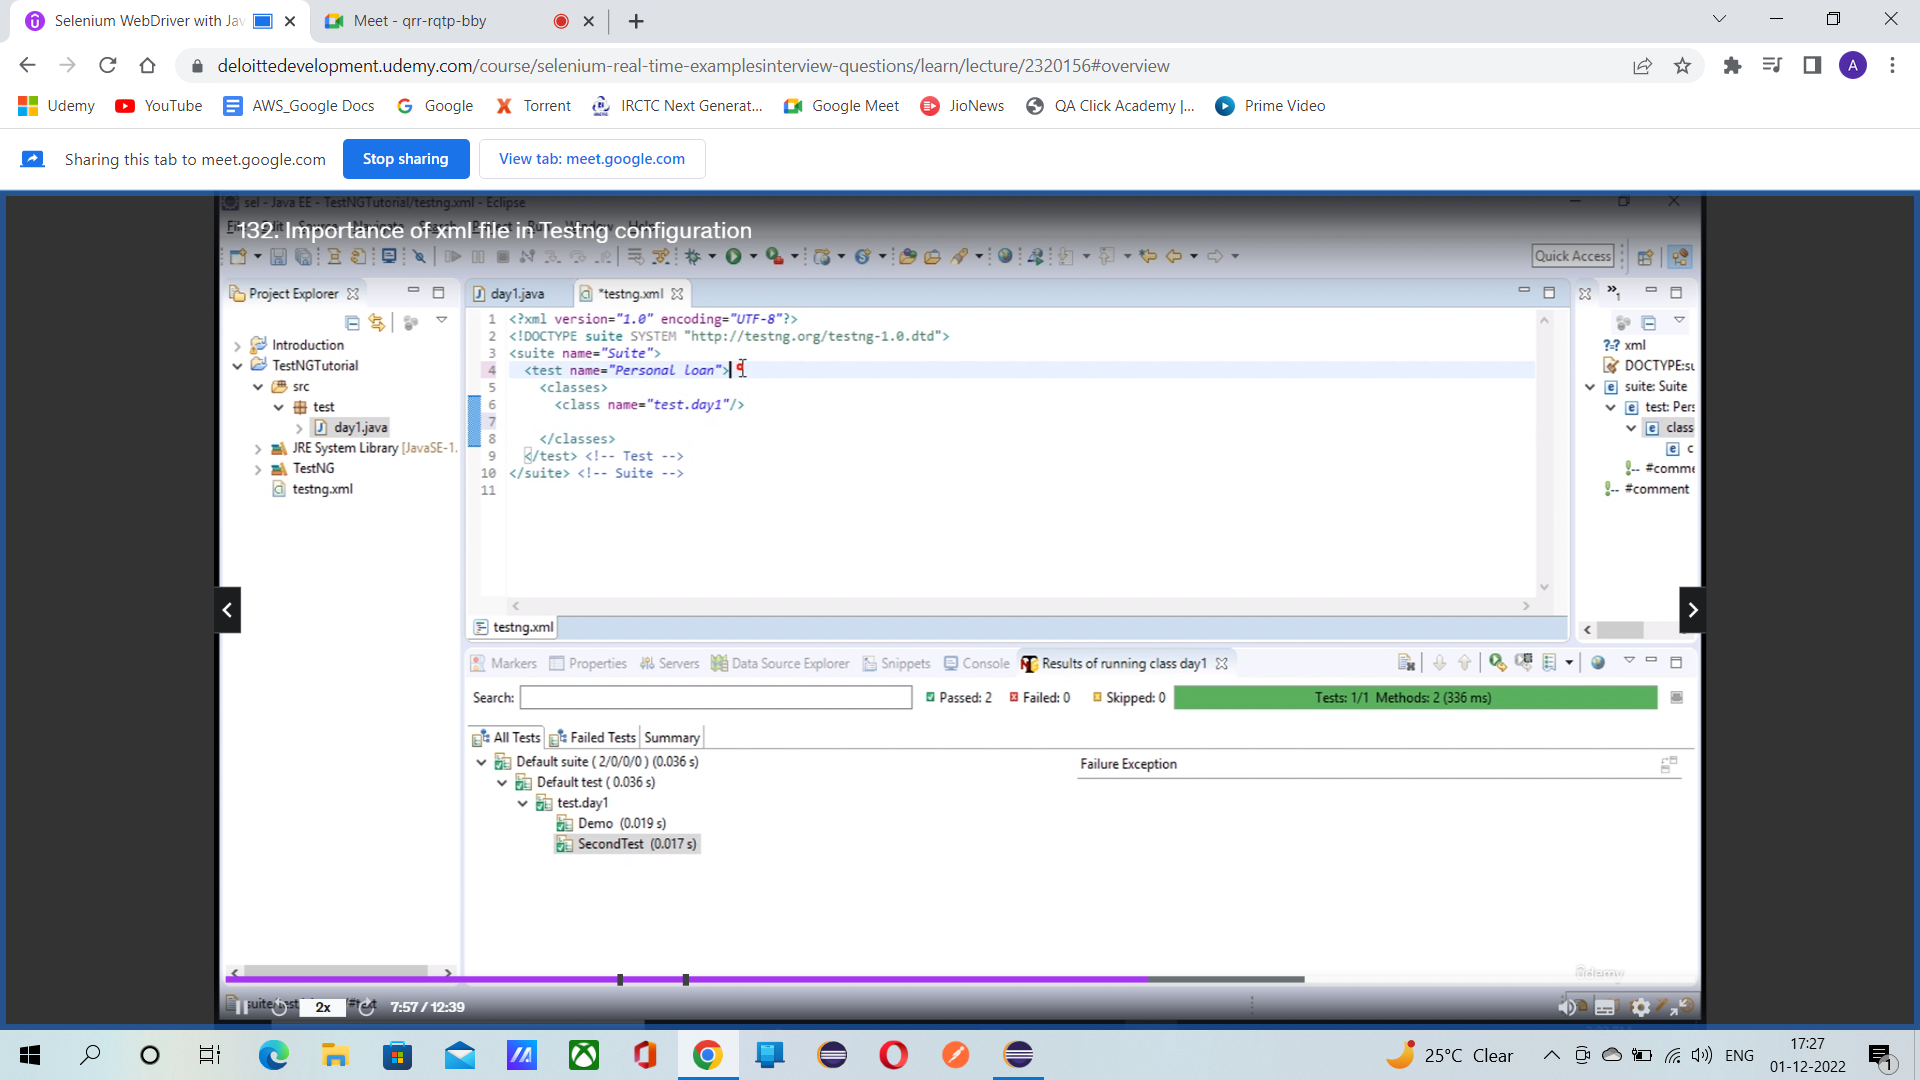 Selenium WebDriver with Jav
Meet - qrr-rqtp-bby
deloittedevelopment.udemy.com/course/selenium-real-time-examplesinterview-questions/learn/lecture/2320156#overview
A
Udemy
YouTube
AWS_Google Docs
Google
Torrent
IRCTC Next Generat...
Google Meet
JioNews
QA Click Academy |...
Prime Video
Sharing this tab to meet.google.com
Stop sharing
View tab: meet.google.com
sel - Java EE - TestNGTutorial/testng.xml - Eclipse
132. Importance of xml file in Testng configuration
Quick Access
Project Explorer
day1.java
*testng.xml
Introduction
TestNGTutorial
src
test
day1.java
JRE System Library [JavaSE-1.
TestNG
testng.xml
1 <?xml version="1.0" encoding="UTF-8"?>
2 <!DOCTYPE suite SYSTEM "http://testng.org/testng-1.0.dtd">
3 <suite name="Suite">
4 <test name="Personal loan">
5 <classes>
6 <class name="test.day1"/>
7
8 </classes>
9 </test> <!-- Test -->
10 </suite> <!-- Suite -->
11
testng.xml
xml
DOCTYPE:su
suite: Suite
test: Pers
class
c
#comme
#comment
Markers
Properties
Servers
Data Source Explorer
Snippets
Console
Results of running class day1
Search:
Passed: 2
Failed: 0
Skipped: 0
Tests: 1/1 Methods: 2 (336 ms)
All Tests
Failed Tests
Summary
Default suite ( 2/0/0/0 ) (0.036 s)
Default test ( 0.036 s)
test.day1
Demo (0.019 s)
SecondTest (0.017 s)
Failure Exception
ûdemy
2x
7:57 / 12:39
25°C Clear
ENG
17:27
01-12-2022
1